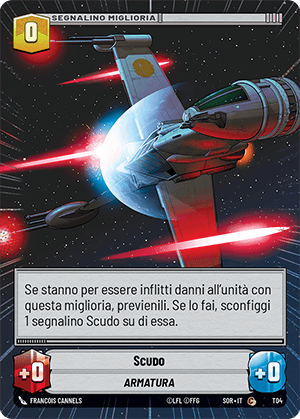 SEGNALINO MIGLIORIA
0
Se stanno per essere inflitti danni all'unità con
questa miglioria, previenili. Se lo fai, sconfiggi
1 segnalino Scudo su di essa.
SCUDO
+0
ARMATURA
+0
FRANCOIS CANNELS
©LFL ©FFG
SOR • IT
C
T04